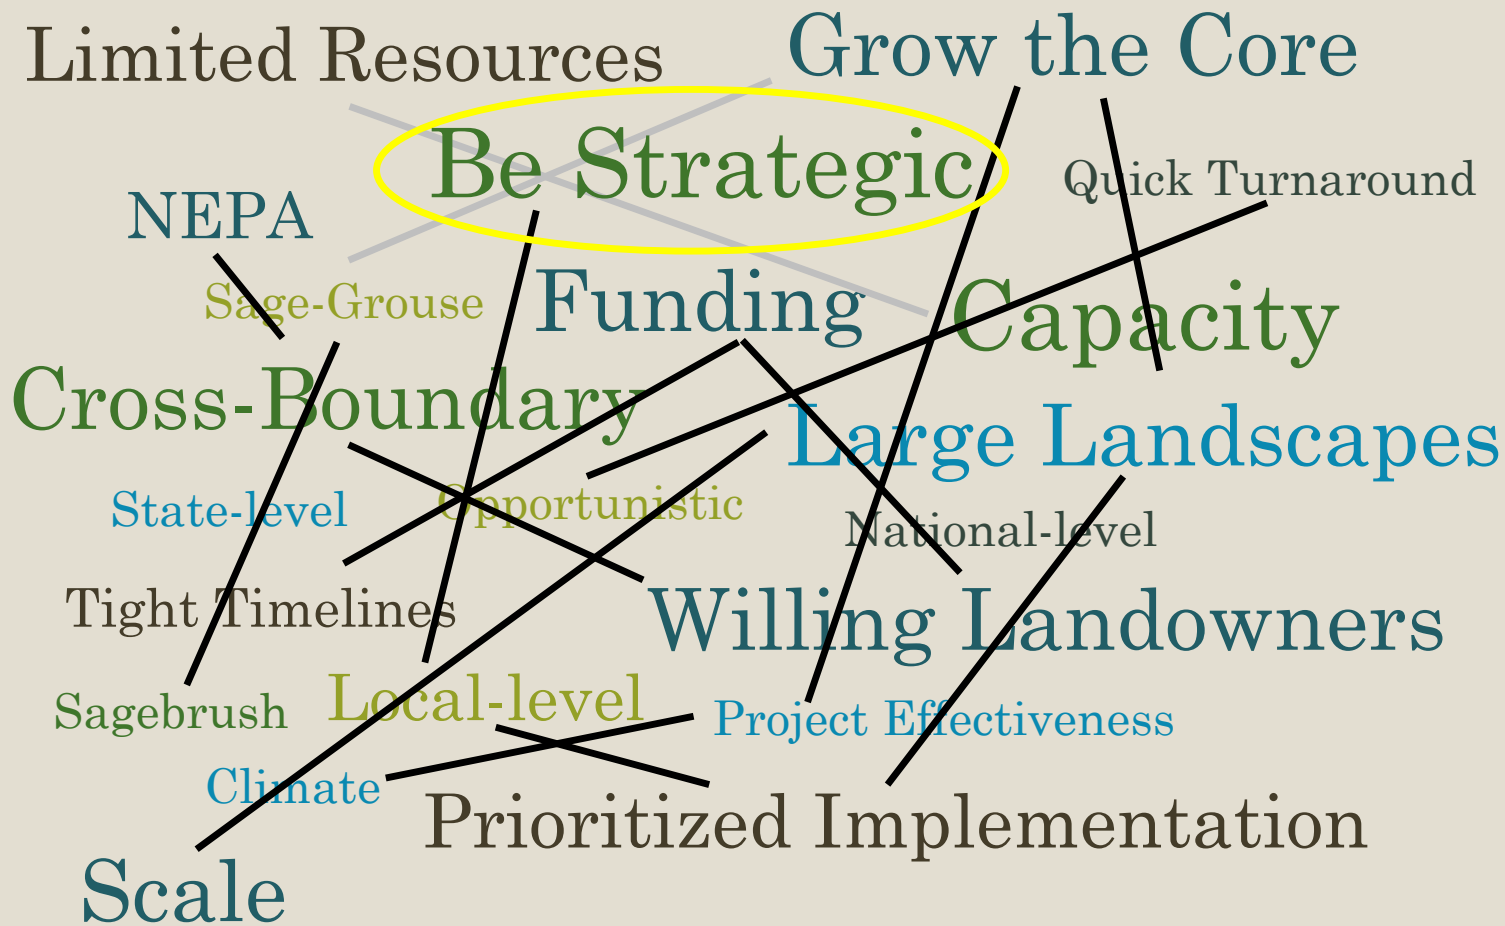 Limited Resources
Grow the Core
Be Strategic
Quick Turnaround
NEPA
Sage-Grouse
Funding
Capacity
Cross-Boundary
Large Landscapes
State-level
Opportunistic
National-level
Tight Timelines
Willing Landowners
Sagebrush
Local-level
Project Effectiveness
Climate
Prioritized Implementation
Scale